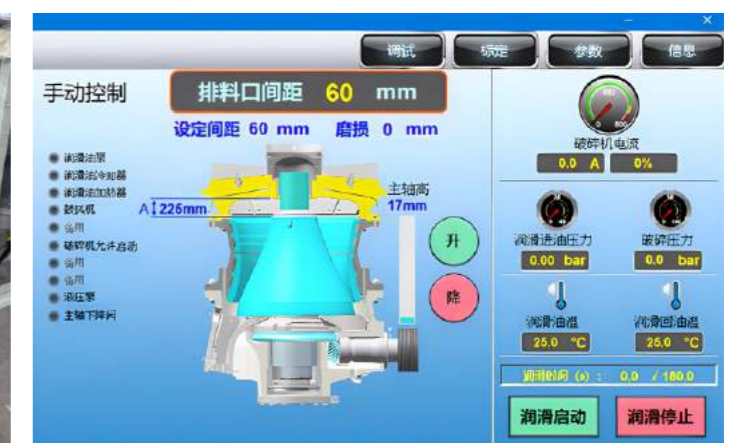 调试 标定 参数 信息
手动控制
排料口间距 60 mm
设定间距 60 mm 磨损 0 mm
润滑油泵
润滑油冷却器
润滑油加热器
鼓风机
备用
破碎机允许启动
备用
备用
液压泵
主轴下降阀
A 226mm
主轴高
17mm
升
降
破碎机电流
0.0 A 0%
润滑进油压力 破碎压力
0.00 bar 0.0 bar
润滑油温 润滑回油温
25.0 °C 25.0 °C
润滑时间 (s) : 0.0 / 180.0
润滑启动 润滑停止